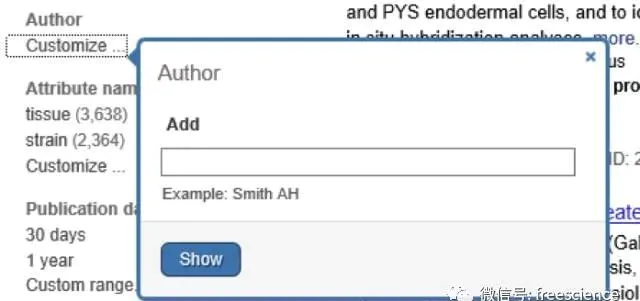 Author
Customize ...
Attribute nam
tissue (3,638)
strain (2,364)
Customize ...
Publication da
30 days
1 year
Custom range.
Author
Add
Example: Smith AH
Show
and PYS endodermal cells, and to i
in situ hybridization analyses. more.
us
pro
ID: 2
eate
(Gal
sis,
siol
微信号: freescience